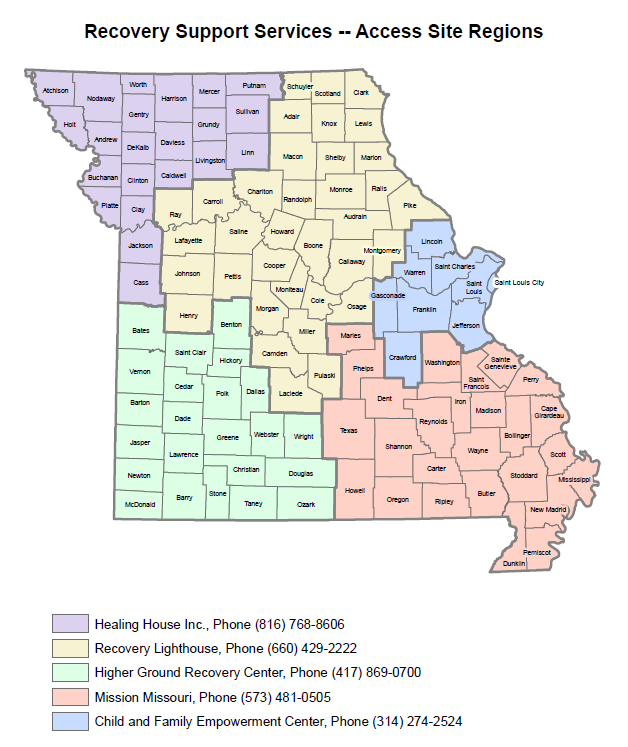 Recovery Support Services -- Access Site Regions
Atchison
Nodaway
Worth
Harrison
Mercer
Putnam
Schuyler
Scotland
Clark
Holt
Gentry
Sullivan
Adair
Knox
Lewis
Andrew
DeKalb
Daviess
Grundy
Livingston
Linn
Macon
Shelby
Marion
Buchanan
Clinton
Caldwell
Chariton
Randolph
Monroe
Ralls
Pike
Platte
Clay
Ray
Carroll
Audrain
Jackson
Lafayette
Saline
Howard
Boone
Callaway
Montgomery
Lincoln
Warren
Saint Charles
Saint
Louis
Saint Louis City
Cass
Johnson
Pettis
Cooper
Moniteau
Cole
Osage
Gasconade
Franklin
Jefferson
Henry
Morgan
Miller
Bates
Benton
Maries
Crawford
Washington
Sainte
Genevieve
Saint Clair
Hickory
Camden
Pulaski
Phelps
Saint
Francois
Perry
Vernon
Cedar
Polk
Dallas
Laclede
Dent
Iron
Madison
Cape
Girardeau
Barton
Dade
Texas
Reynolds
Bollinger
Jasper
Greene
Webster
Wright
Shannon
Wayne
Scott
Lawrence
Christian
Douglas
Carter
Stoddard
Mississippi
Newton
Stone
Howell
Oregon
Ripley
Butler
New Madrid
McDonald
Barry
Taney
Ozark
Pemiscot
Dunklin
Healing House Inc., Phone (816) 768-8606
Recovery Lighthouse, Phone (660) 429-2222
Higher Ground Recovery Center, Phone (417) 869-0700
Mission Missouri, Phone (573) 481-0505
Child and Family Empowerment Center, Phone (314) 274-2524